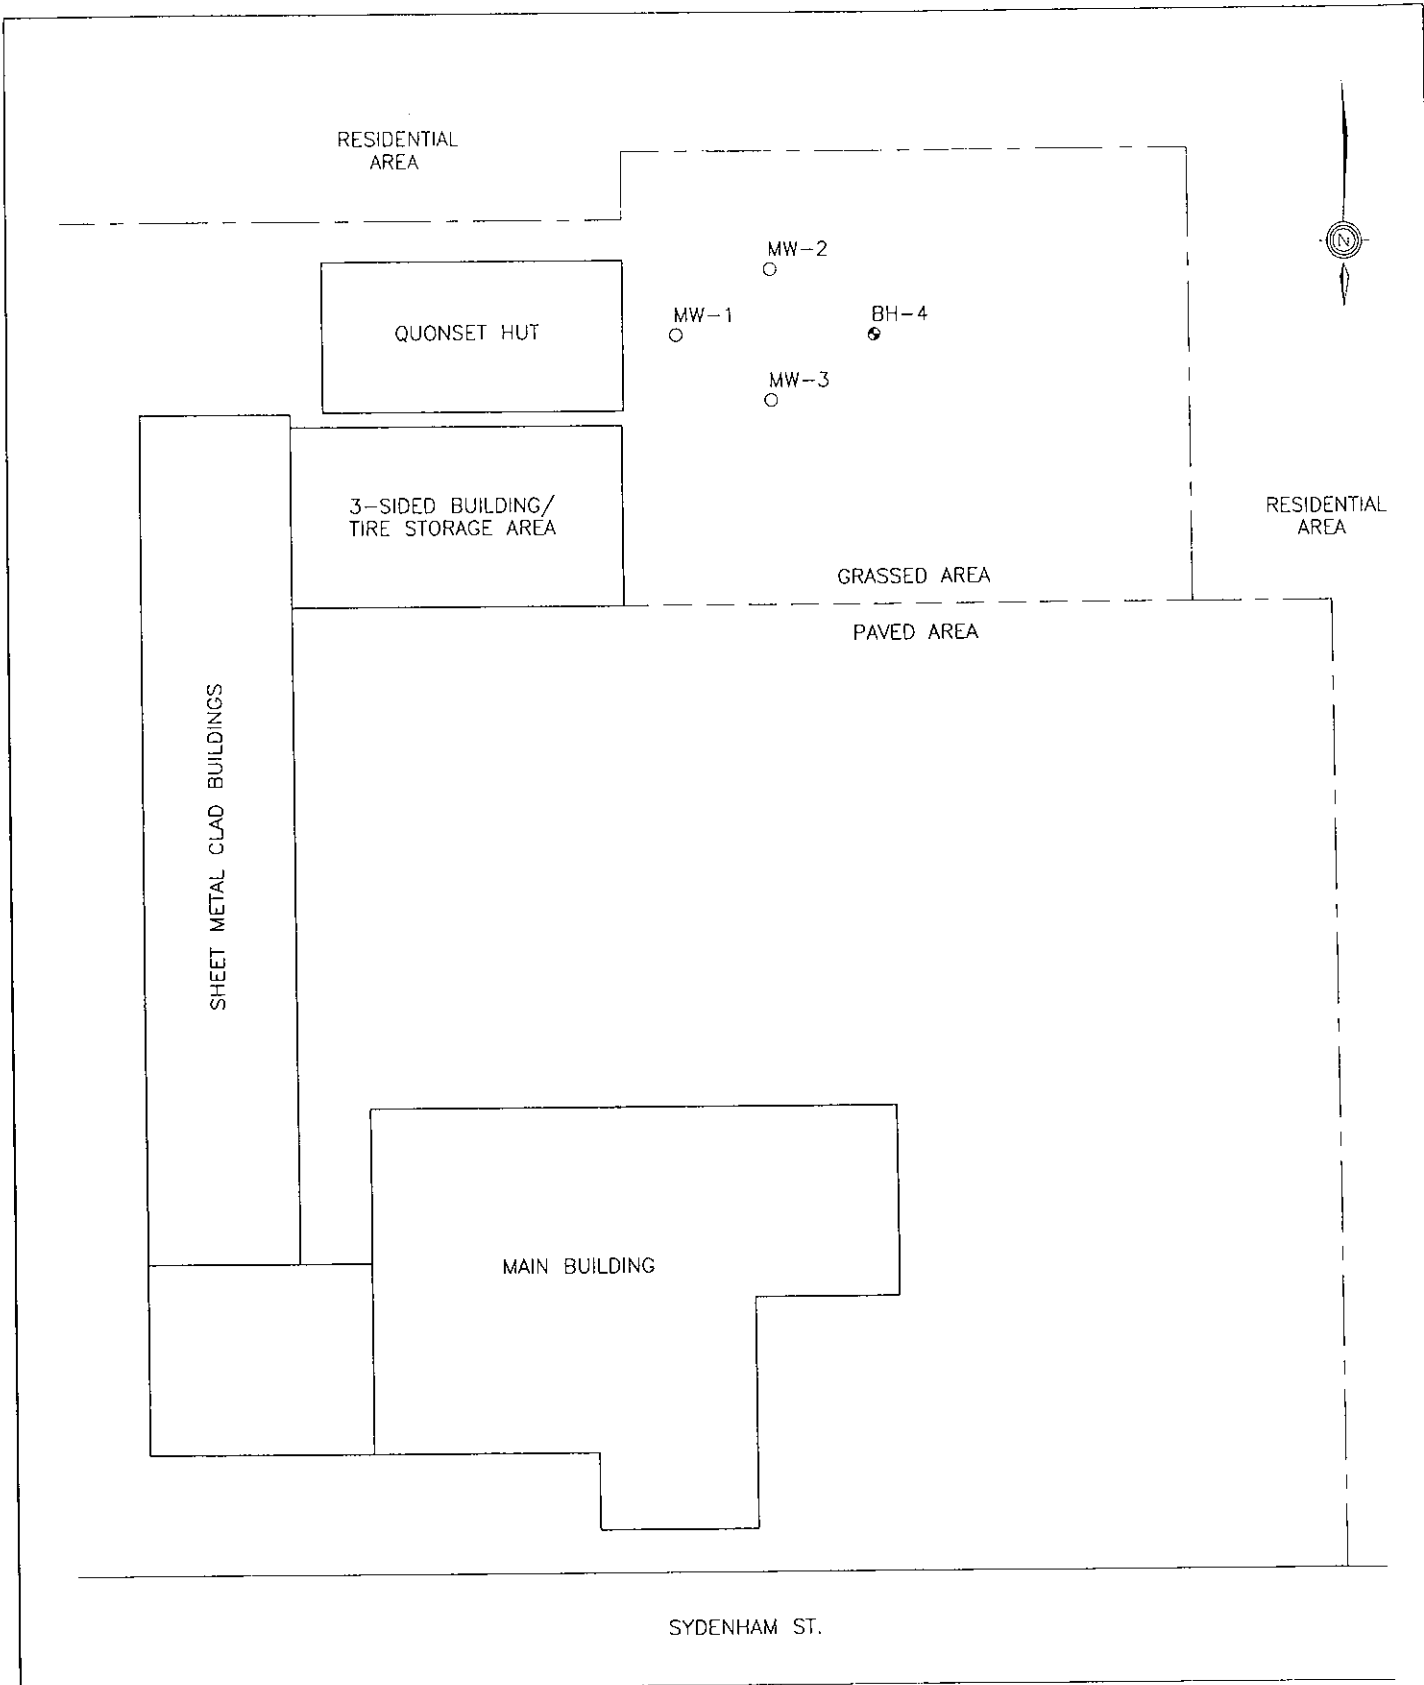 RESIDENTIAL
AREA
N
MW-2
MW-1
BH-4
QUONSET HUT
MW-3
3-SIDED BUILDING/
TIRE STORAGE AREA
RESIDENTIAL
AREA
GRASSED AREA
PAVED AREA
SHEET METAL CLAD BUILDINGS
MAIN BUILDING
SYDENHAM ST.